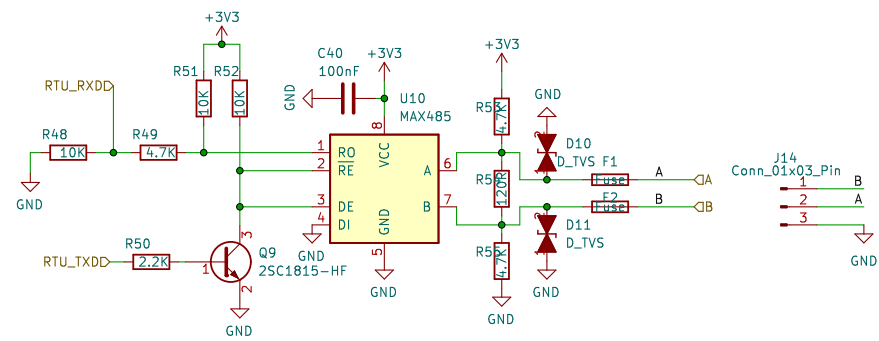 +3V3
R51
R52
10K
10K
RTU_RXD
R48
10K
R49
4.7K
GND
RTU_TXD
R50
2.2K
1
3
2
Q9
2SC1815-HF
GND
C40
100nF
GND
+3V3
U10
MAX485
8
VCC
1
RO
2
RE
3
DE
4
DI
A
6
B
7
GND
5
GND
GND
+3V3
R53
4.7K
R54
120R
R55
4.7K
GND
GND
D10
D_TVS
F1
Fuse
A
A
F2
Fuse
B
B
D11
D_TVS
GND
J14
Conn_01x03_Pin
1
B
2
A
3
GND